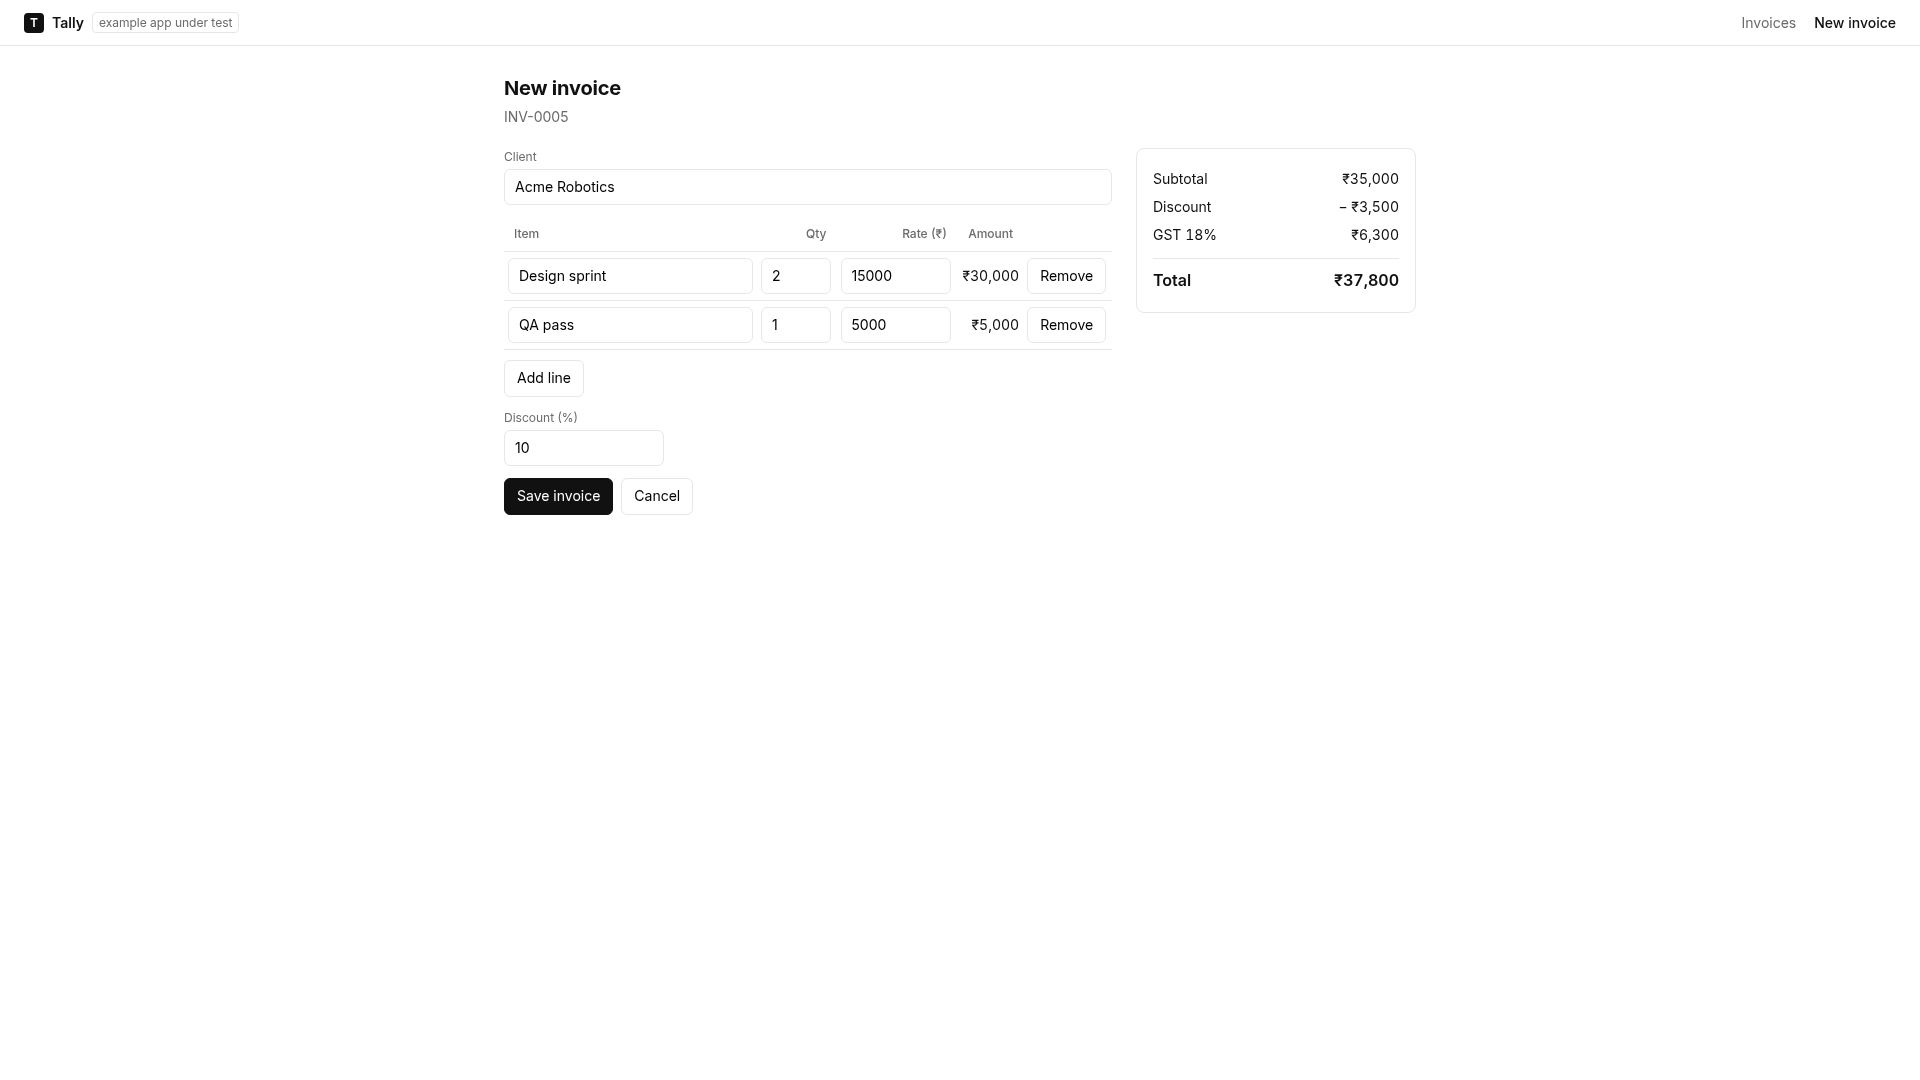 T Tally example app under test Invoices New invoice
New invoice
INV-0005
Client
Acme Robotics
Item Qty Rate (₹) Amount
Design sprint 2 15000 ₹30,000 Remove
QA pass 1 5000 ₹5,000 Remove
Add line
Discount (%)
10
Save invoice Cancel
Subtotal ₹35,000
Discount – ₹3,500
GST 18% ₹6,300
Total ₹37,800